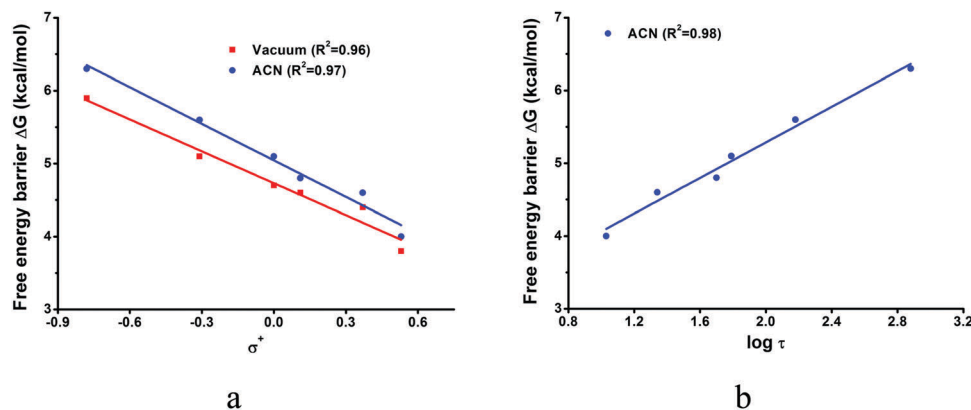 Free energy barrier ΔG (kcal/mol)
7
6
5
4
3
-0.9 -0.6 -0.3 0.0 0.3 0.6
σ⁺
Vacuum (R²=0.96)
ACN (R²=0.97)
a
Free energy barrier ΔG (kcal/mol)
7
6
5
4
3
0.8 1.2 1.6 2.0 2.4 2.8 3.2
log τ
ACN (R²=0.98)
b